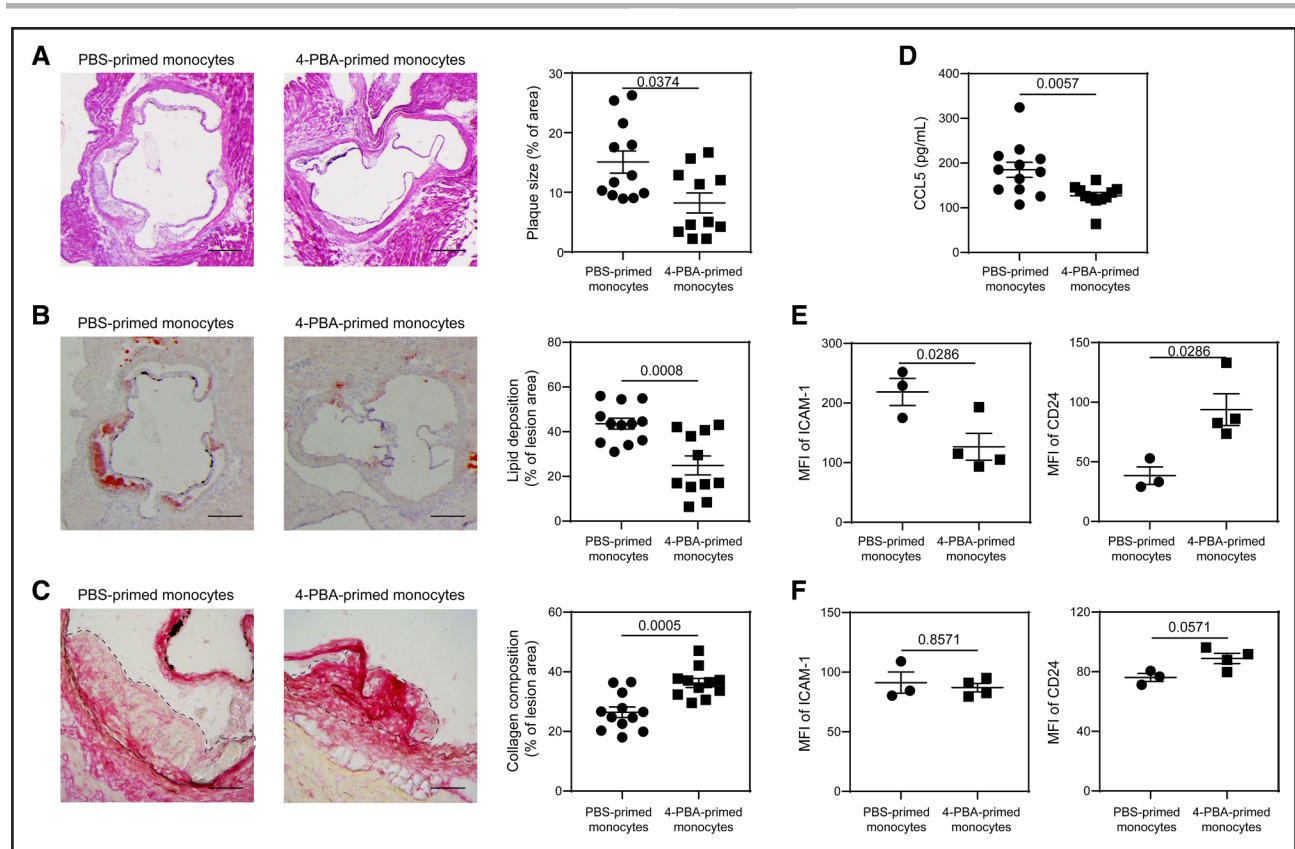 A
PBS-primed monocytes
4-PBA-primed monocytes
Plaque size (% of area)
30
20
10
0
0.0374
PBS-primed
monocytes
4-PBA-primed
monocytes
D
CCL5 (pg/mL)
400
300
200
100
0
0.0057
PBS-primed
monocytes
4-PBA-primed
monocytes
B
PBS-primed monocytes
4-PBA-primed monocytes
Lipid deposition
(% of lesion area)
80
60
40
20
0
0.0008
PBS-primed
monocytes
4-PBA-primed
monocytes
E
MFI of ICAM-1
300
200
100
0
0.0286
PBS-primed
monocytes
4-PBA-primed
monocytes
MFI of CD24
150
100
50
0
0.0286
PBS-primed
monocytes
4-PBA-primed
monocytes
C
PBS-primed monocytes
4-PBA-primed monocytes
Collagen composition
(% of lesion area)
60
40
20
0
0.0005
PBS-primed
monocytes
4-PBA-primed
monocytes
F
MFI of ICAM-1
150
100
50
0
0.8571
PBS-primed
monocytes
4-PBA-primed
monocytes
MFI of CD24
120
80
40
0
0.0571
PBS-primed
monocytes
4-PBA-primed
monocytes